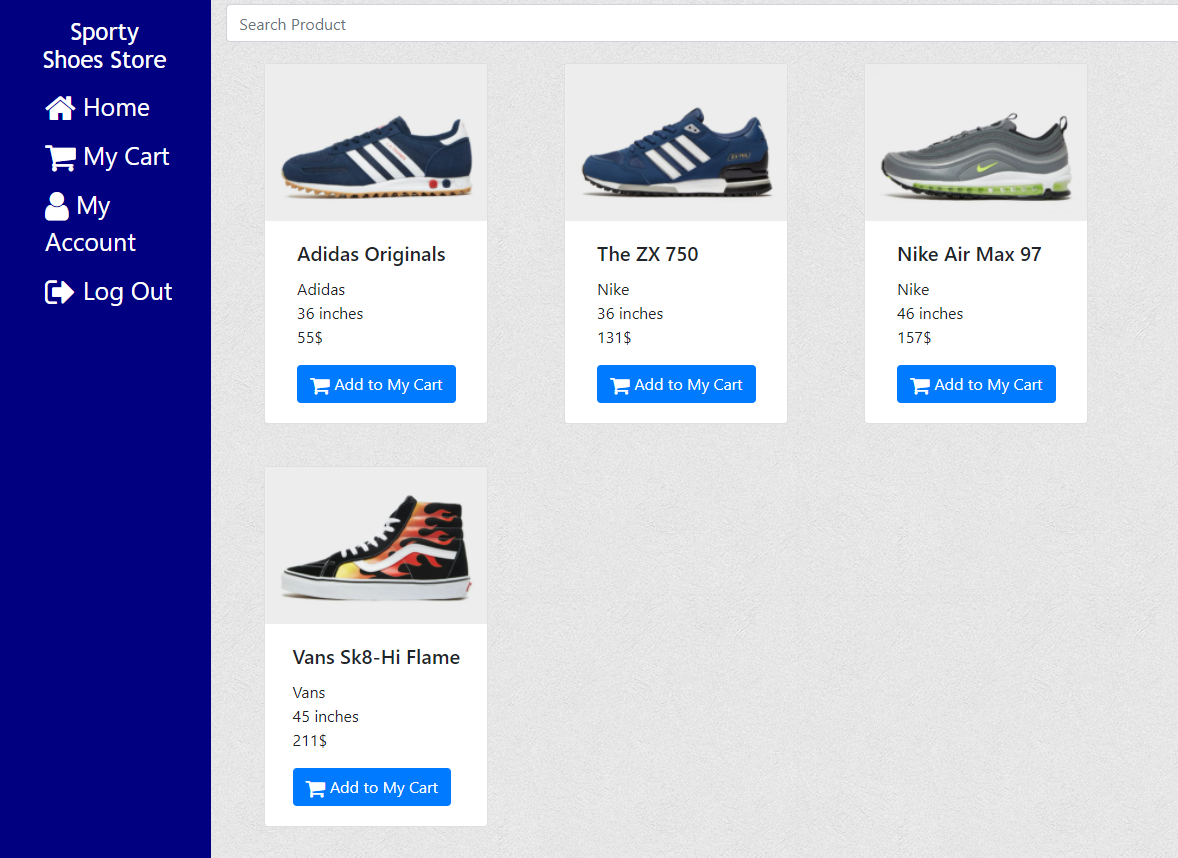 Sporty
Shoes Store
Home
My Cart
My
Account
Log Out
Search Product
Adidas Originals
Adidas
36 inches
55$
Add to My Cart
The ZX 750
Nike
36 inches
131$
Add to My Cart
Nike Air Max 97
Nike
46 inches
157$
Add to My Cart
Vans Sk8-Hi Flame
Vans
45 inches
211$
Add to My Cart